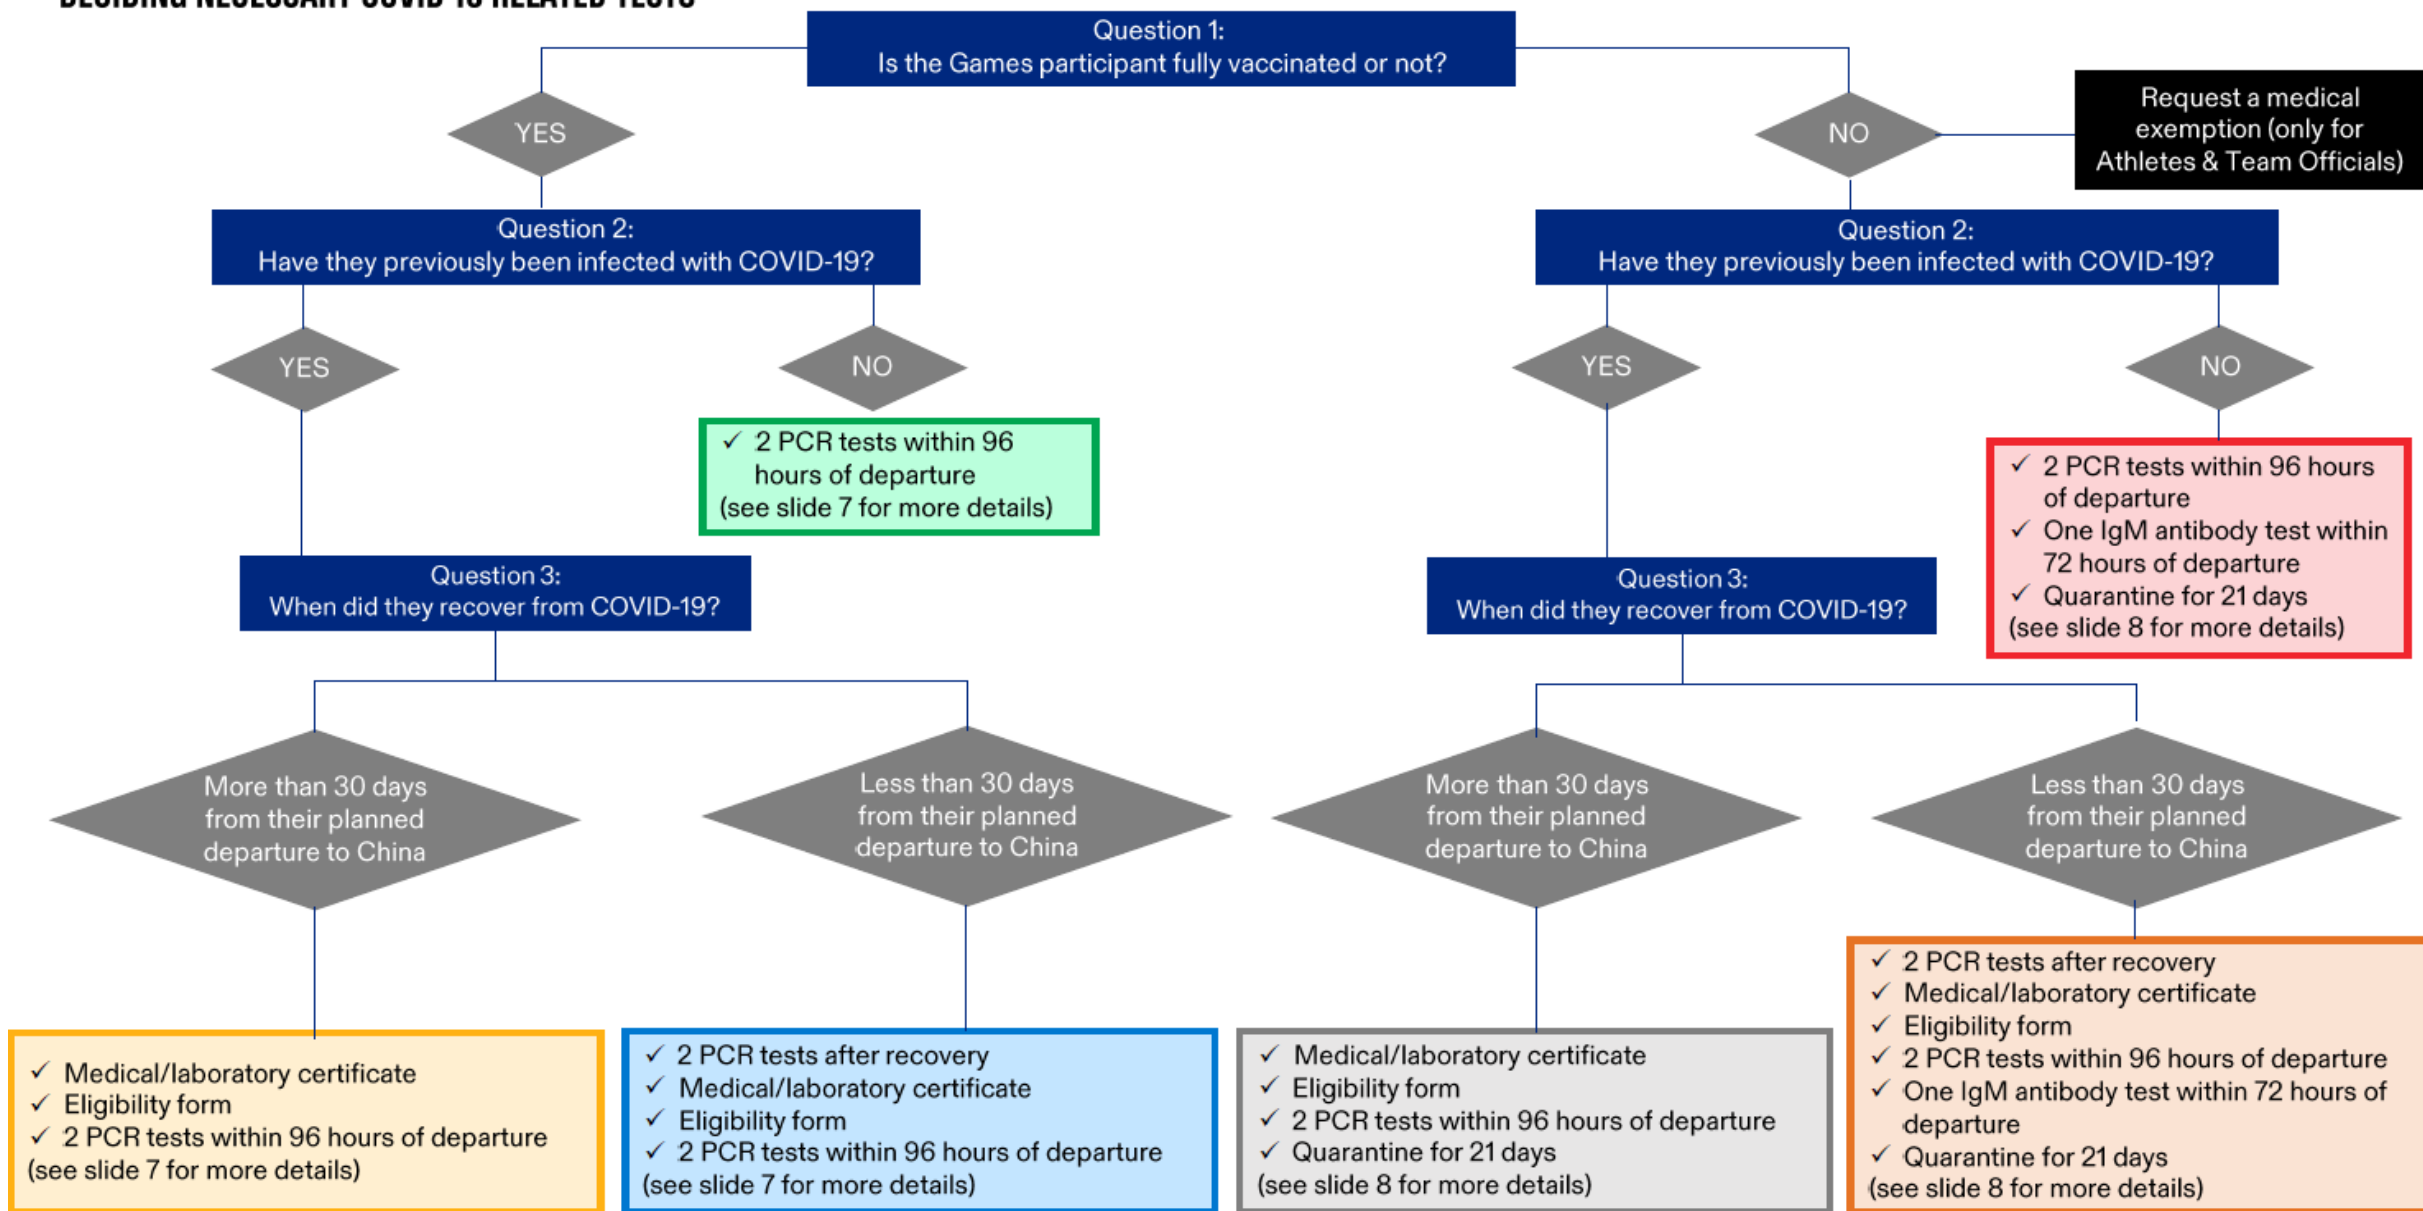 DECIDING NECESSARY COVID-19 RELATED TESTS
Question 1:
Is the Games participant fully vaccinated or not?
YES
NO
Request a medical
exemption (only for
Athletes & Team Officials)
Question 2:
Have they previously been infected with COVID-19?
YES
NO
✓ 2 PCR tests within 96
hours of departure
(see slide 7 for more details)
Question 3:
When did they recover from COVID-19?
More than 30 days
from their planned
departure to China
Less than 30 days
from their planned
departure to China
✓ Medical/laboratory certificate
✓ Eligibility form
✓ 2 PCR tests within 96 hours of departure
(see slide 7 for more details)
✓ 2 PCR tests after recovery
✓ Medical/laboratory certificate
✓ Eligibility form
✓ 2 PCR tests within 96 hours of departure
(see slide 7 for more details)
Question 2:
Have they previously been infected with COVID-19?
YES
NO
✓ 2 PCR tests within 96 hours
of departure
✓ One IgM antibody test within
72 hours of departure
✓ Quarantine for 21 days
(see slide 8 for more details)
Question 3:
When did they recover from COVID-19?
More than 30 days
from their planned
departure to China
Less than 30 days
from their planned
departure to China
✓ Medical/laboratory certificate
✓ Eligibility form
✓ 2 PCR tests within 96 hours of departure
✓ Quarantine for 21 days
(see slide 8 for more details)
✓ 2 PCR tests after recovery
✓ Medical/laboratory certificate
✓ Eligibility form
✓ 2 PCR tests within 96 hours of departure
✓ One IgM antibody test within 72 hours of
departure
✓ Quarantine for 21 days
(see slide 8 for more details)